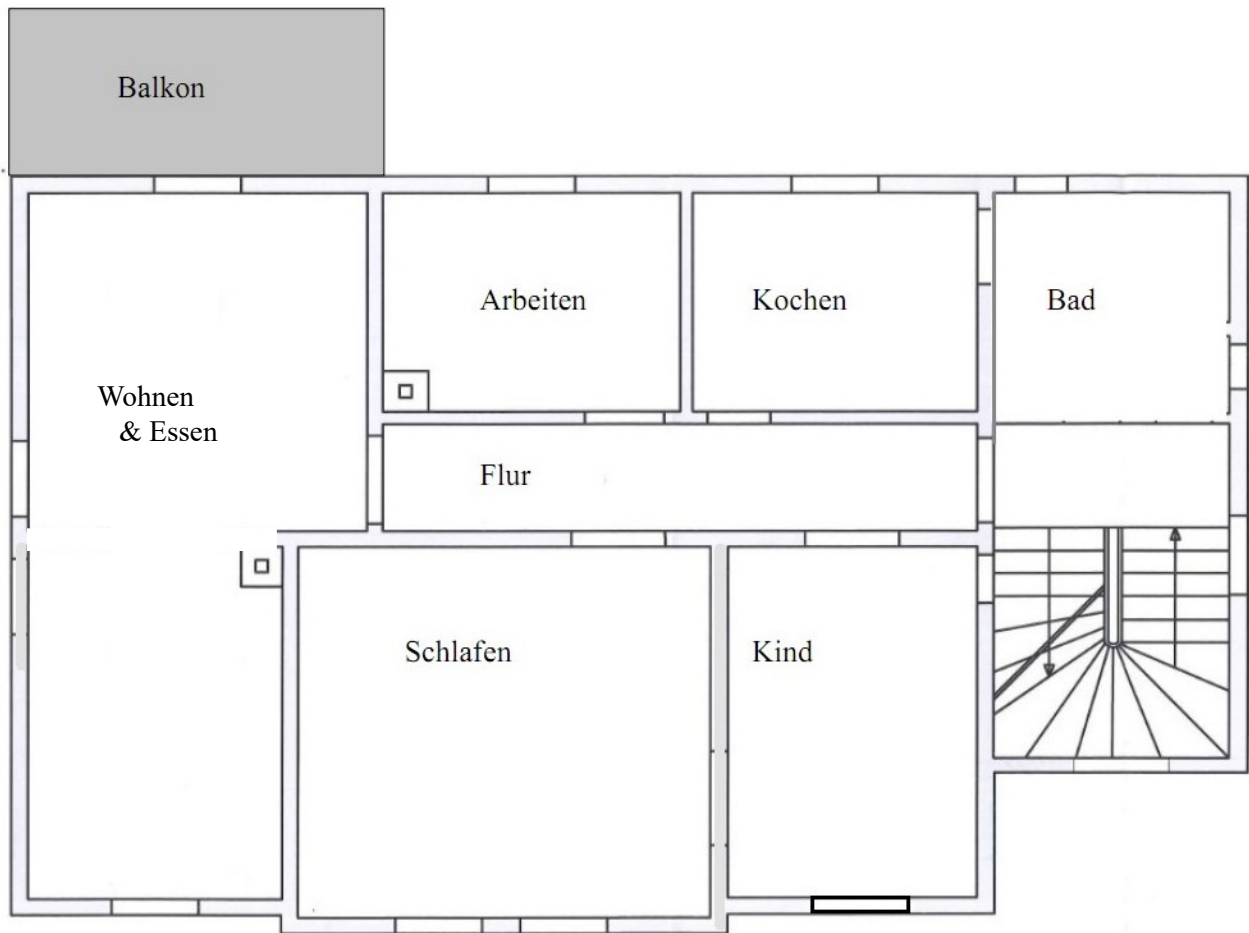 Balkon
Arbeiten
Kochen
Bad
Wohnen
& Essen
Flur
Schlafen
Kind